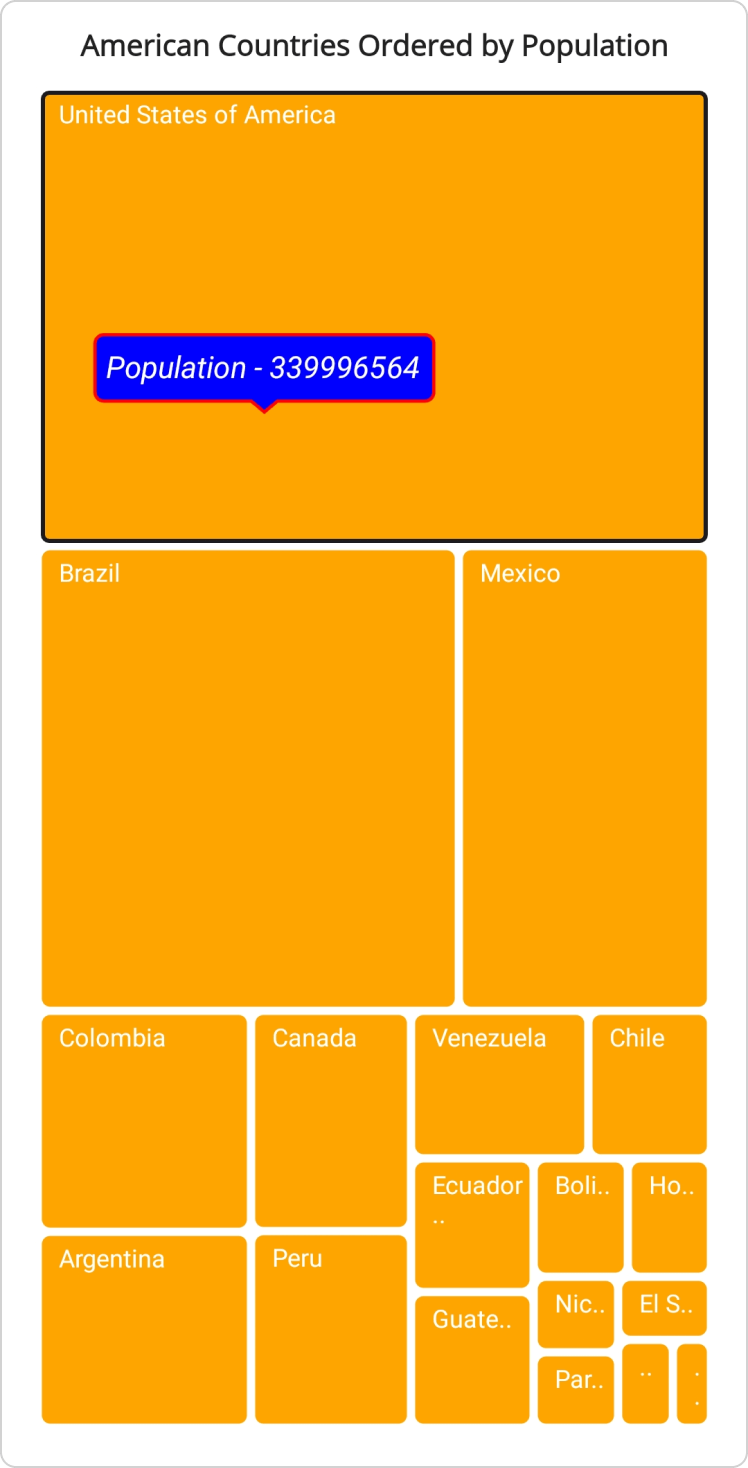 American Countries Ordered by Population
United States of America
Population - 339996564
Brazil
Mexico
Colombia
Canada
Venezuela
Chile
Ecuador
..
Boli..
Ho..
Argentina
Peru
Guate..
Nic..
El S..
Par..
..
.
.